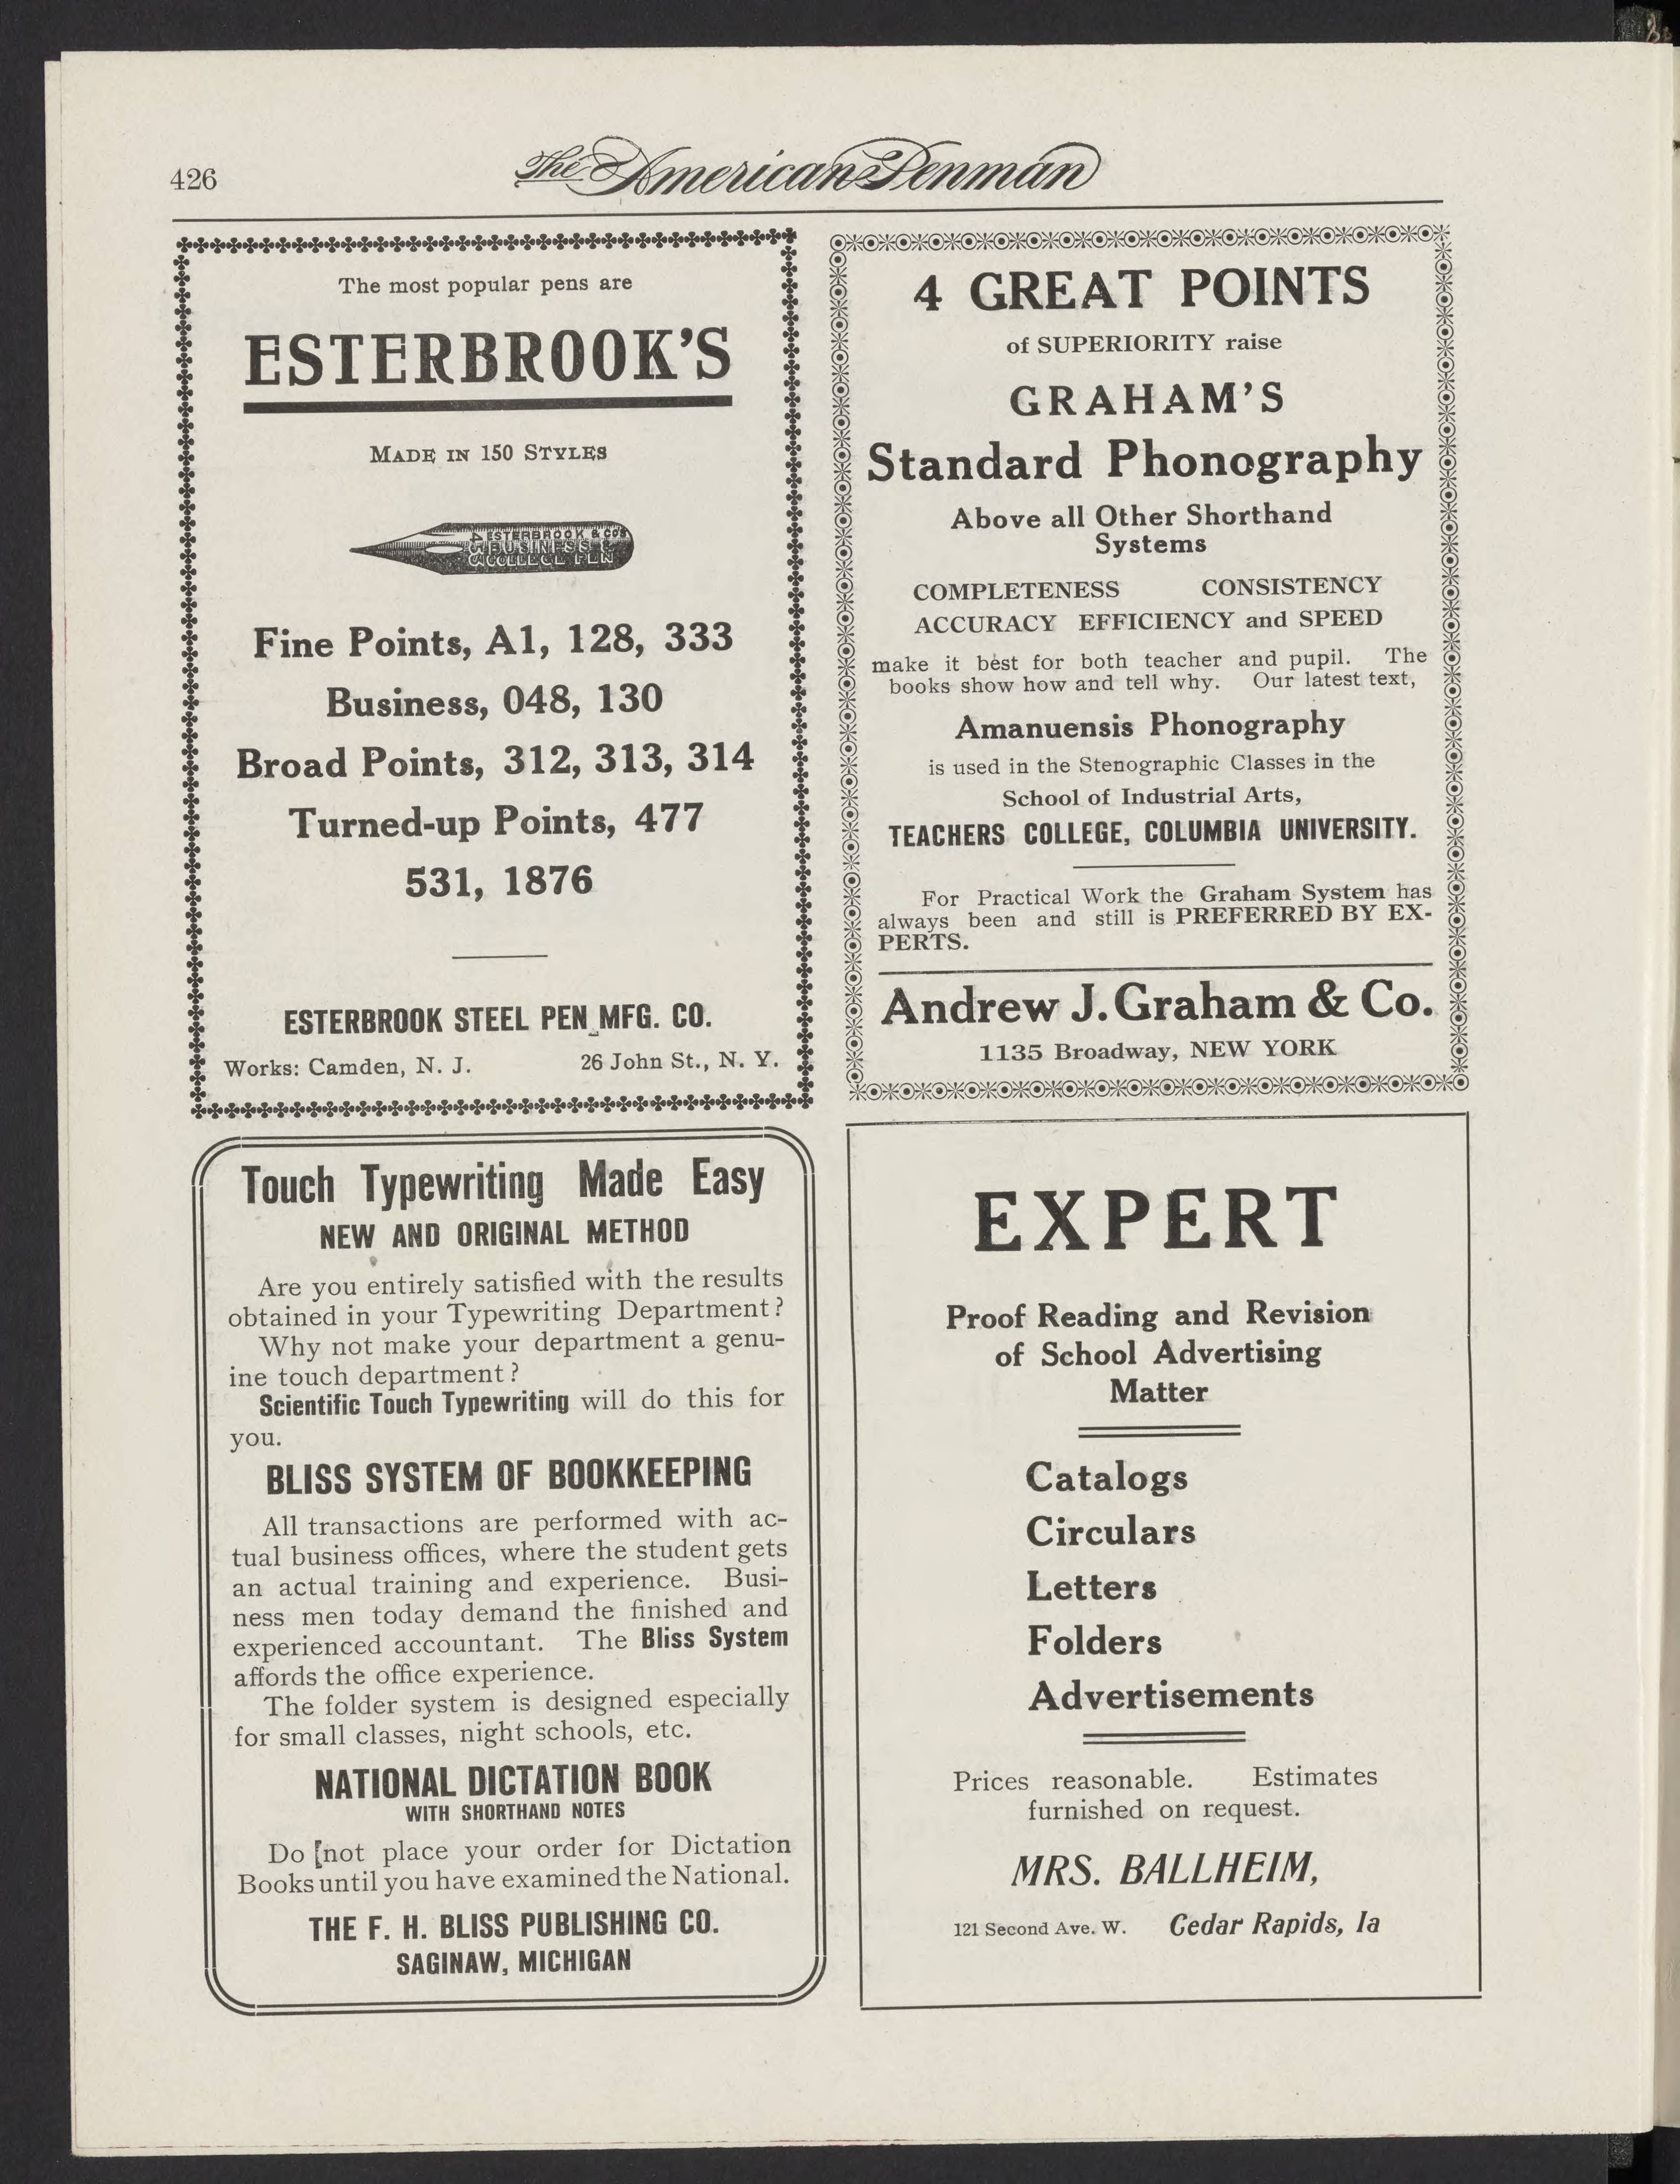 426
The American Penman
The most popular pens are
ESTERBROOK'S
MADE IN 150 STYLES
ESTERBROOK & CO'S
BUSINESS &
COLLEGE PEN
Fine Points, A1, 128, 333
Business, 048, 130
Broad Points, 312, 313, 314
Turned-up Points, 477
531, 1876
ESTERBROOK STEEL PEN MFG. CO.
Works: Camden, N. J. 26 John St., N. Y.
4 GREAT POINTS
of SUPERIORITY raise
GRAHAM'S
Standard Phonography
Above all Other Shorthand
Systems
COMPLETENESS CONSISTENCY
ACCURACY EFFICIENCY and SPEED
make it best for both teacher and pupil. The
books show how and tell why. Our latest text,
Amanuensis Phonography
is used in the Stenographic Classes in the
School of Industrial Arts,
TEACHERS COLLEGE, COLUMBIA UNIVERSITY.
For Practical Work the Graham System has
always been and still is PREFERRED BY EX-
PERTS.
Andrew J. Graham & Co.
1135 Broadway, NEW YORK
Touch Typewriting Made Easy
NEW AND ORIGINAL METHOD
Are you entirely satisfied with the results
obtained in your Typewriting Department?
Why not make your department a genu-
ine touch department?
Scientific Touch Typewriting will do this for
you.
BLISS SYSTEM OF BOOKKEEPING
All transactions are performed with ac-
tual business offices, where the student gets
an actual training and experience. Busi-
ness men today demand the finished and
experienced accountant. The Bliss System
affords the office experience.
The folder system is designed especially
for small classes, night schools, etc.
NATIONAL DICTATION BOOK
WITH SHORTHAND NOTES
Do [not place your order for Dictation
Books until you have examined the National.
THE F. H. BLISS PUBLISHING CO.
SAGINAW, MICHIGAN
EXPERT
Proof Reading and Revision
of School Advertising
Matter
Catalogs
Circulars
Letters
Folders
Advertisements
Prices reasonable. Estimates
furnished on request.
MRS. BALLHEIM,
121 Second Ave. W. Cedar Rapids, Ia